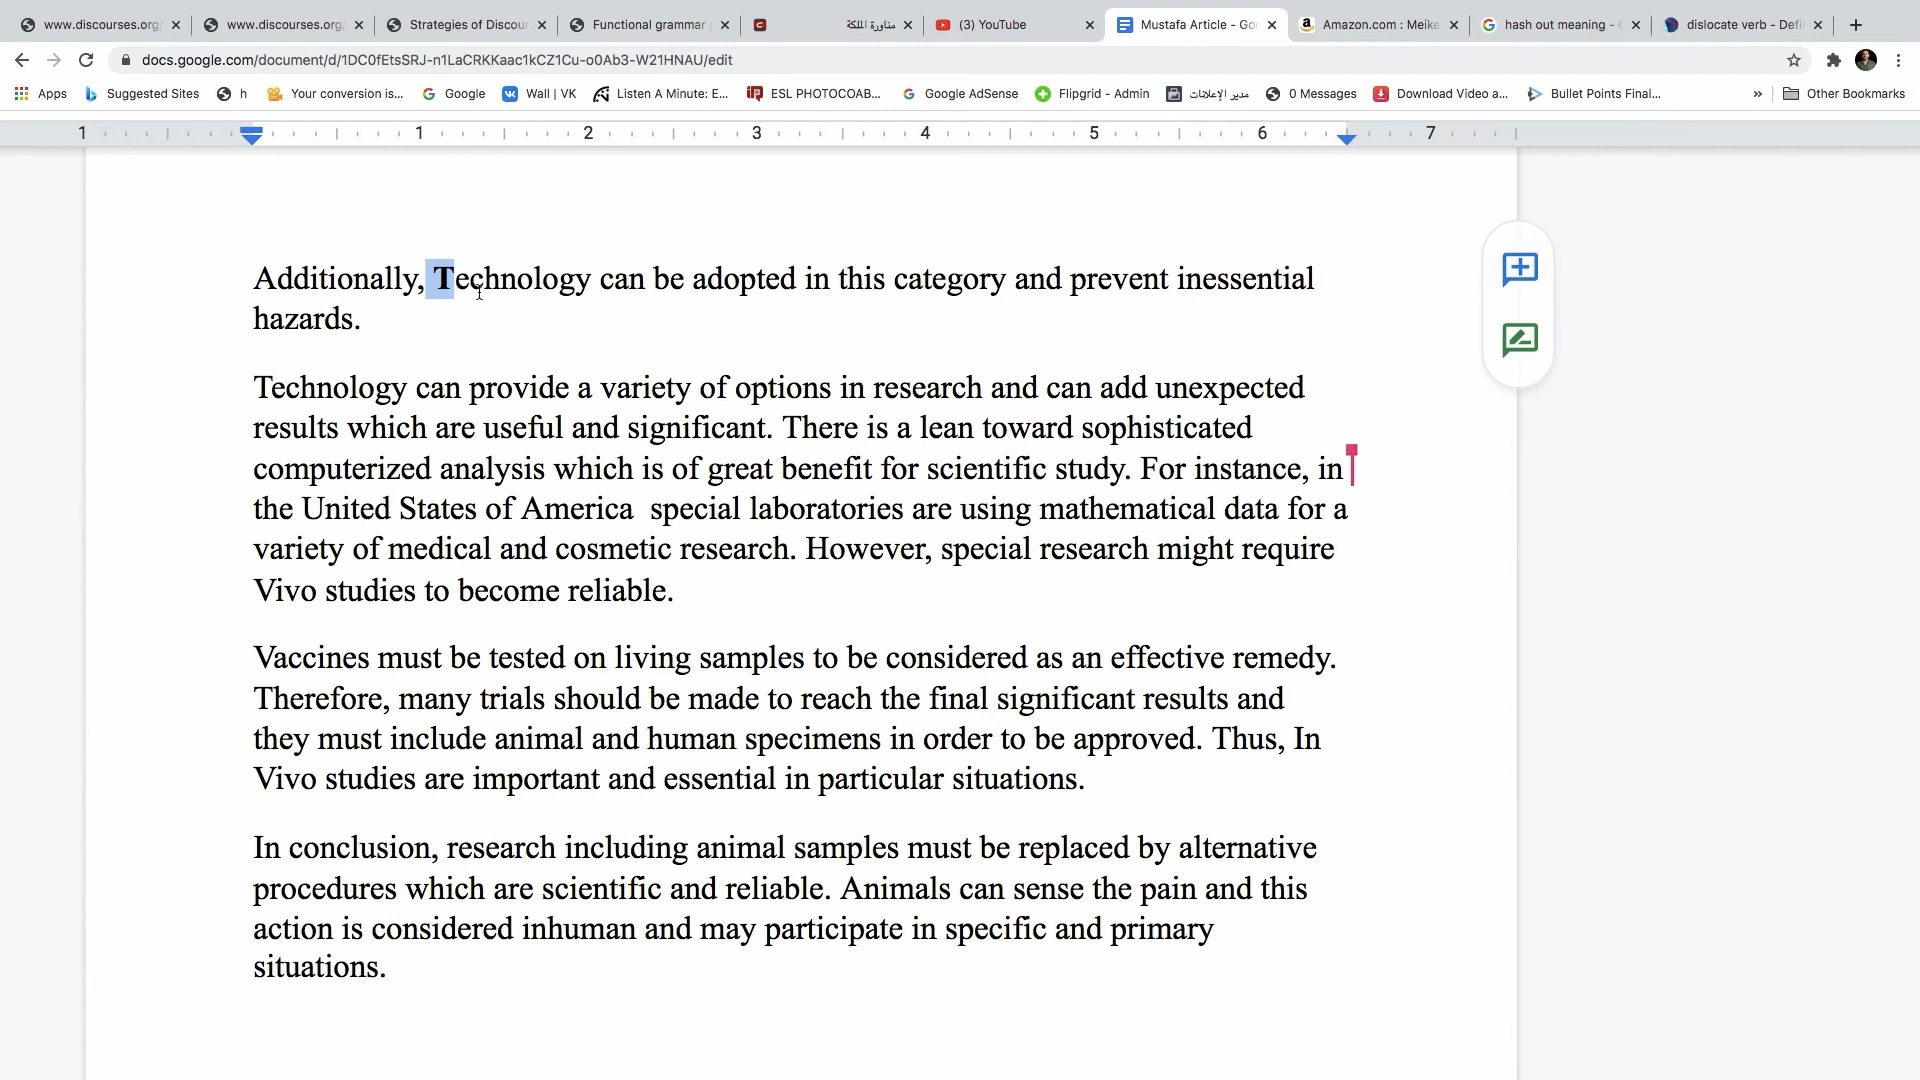 www.discourses.org/
www.discourses.org/
Strategies of Discou
Functional grammar
مناورة الملكة
(3) YouTube
Mustafa Article - Go
Amazon.com : Meike
hash out meaning -
dislocate verb - Defi
docs.google.com/document/d/1DC0fEtsSRJ-n1LaCRKKaac1kCZ1Cu-o0Ab3-W21HNAU/edit
Apps
Suggested Sites
h
Your conversion is...
Google
Wall | VK
Listen A Minute: E...
ESL PHOTOCOAB...
Google AdSense
Flipgrid - Admin
مدير الإعلانات
0 Messages
Download Video a...
Bullet Points Final...
»
Other Bookmarks
1 1 2 3 4 5 6 7
Additionally, Technology can be adopted in this category and prevent inessential
hazards.
Technology can provide a variety of options in research and can add unexpected
results which are useful and significant. There is a lean toward sophisticated
computerized analysis which is of great benefit for scientific study. For instance, in
the United States of America  special laboratories are using mathematical data for a
variety of medical and cosmetic research. However, special research might require
Vivo studies to become reliable.
Vaccines must be tested on living samples to be considered as an effective remedy.
Therefore, many trials should be made to reach the final significant results and
they must include animal and human specimens in order to be approved. Thus, In
Vivo studies are important and essential in particular situations.
In conclusion, research including animal samples must be replaced by alternative
procedures which are scientific and reliable. Animals can sense the pain and this
action is considered inhuman and may participate in specific and primary
situations.